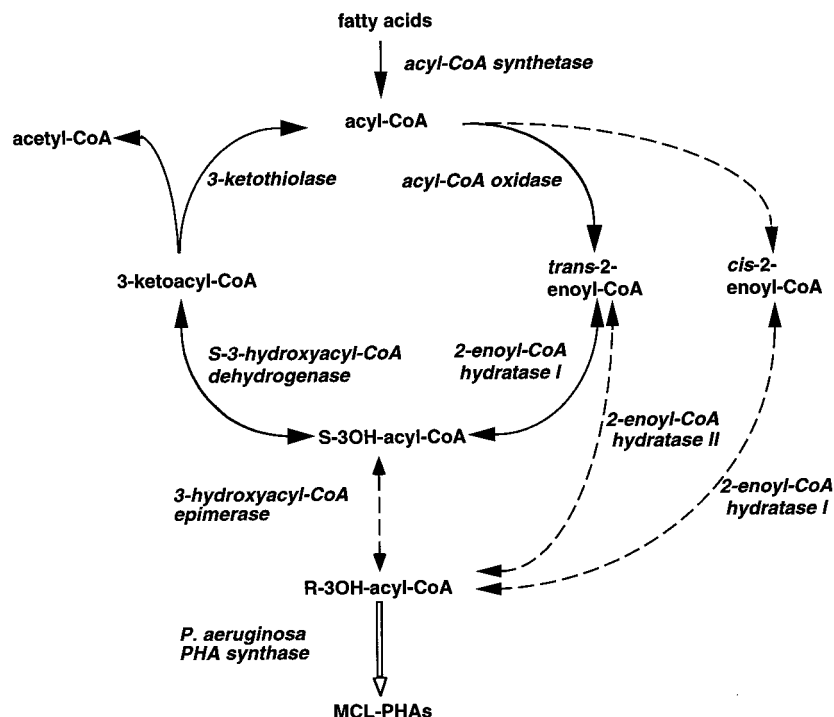 fatty acids
acyl-CoA synthetase
acyl-CoA
acetyl-CoA
3-ketothiolase
acyl-CoA oxidase
3-ketoacyl-CoA
trans-2-
enoyl-CoA
cis-2-
enoyl-CoA
S-3-hydroxyacyl-CoA
dehydrogenase
2-enoyl-CoA
hydratase I
S-3OH-acyl-CoA
2-enoyl-CoA
hydratase II
2-enoyl-CoA
hydratase I
3-hydroxyacyl-CoA
epimerase
R-3OH-acyl-CoA
P. aeruginosa
PHA synthase
MCL-PHAs